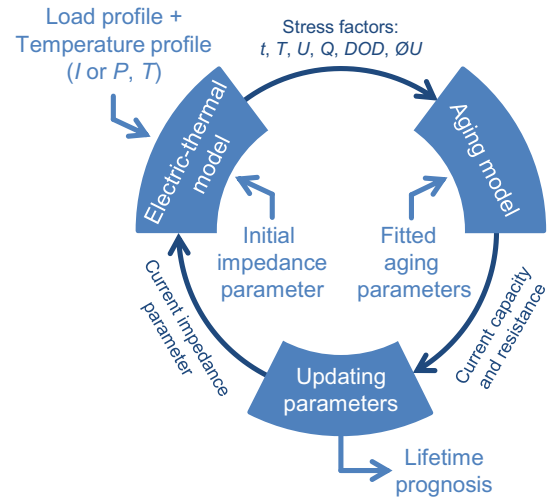 Load profile +
Temperature profile
(I or P, T)
Stress factors:
t, T, U, Q, DOD, ØU
Electric-thermal
model
Aging model
Initial
impedance
parameter
Fitted
aging
parameters
Current impedance
parameter
Current capacity
and resistance
Updating
parameters
Lifetime
prognosis